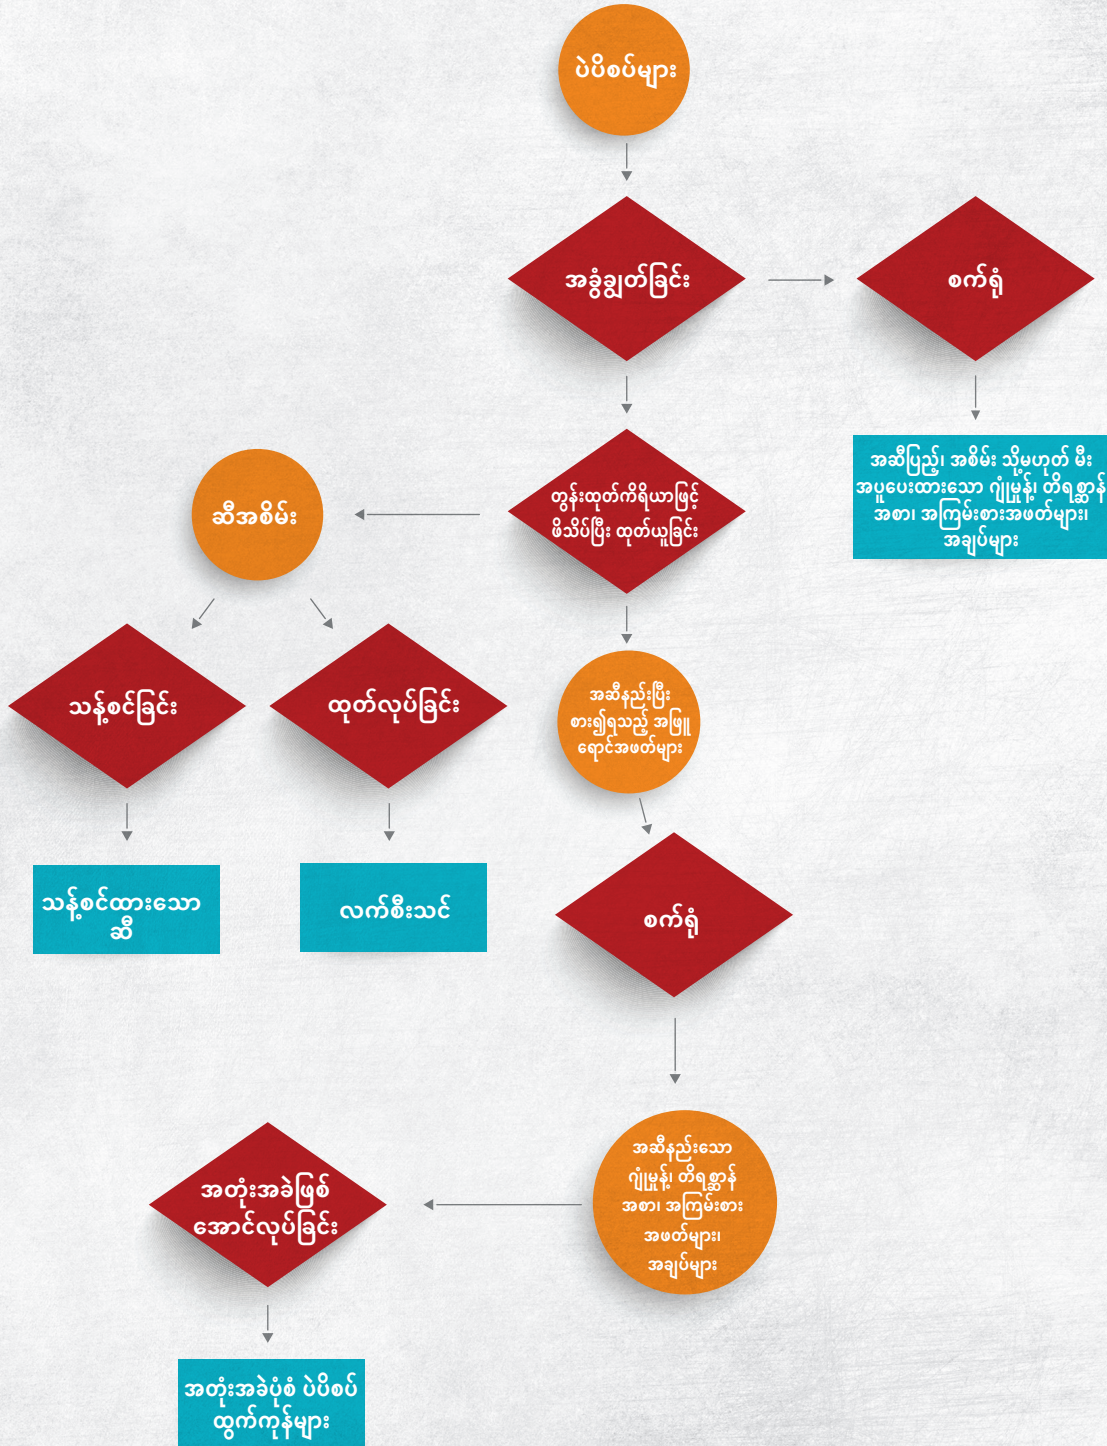 ပဲပိစပ်များ
အခွံချွတ်ခြင်း
စက်ရုံ
အဆီပြည့်၊ အစိမ်း သို့မဟုတ် မီး
အပူပေးထားသော ဂျုံမှုန့်၊ တိရစ္ဆာန်
အစာ၊ အကြမ်းစားအဖတ်များ၊
အချပ်များ
တွန်းထုတ်ကိရိယာဖြင့်
ဖိသိပ်ပြီး ထုတ်ယူခြင်း
ဆီအစိမ်း
သန့်စင်ခြင်း
ထုတ်လုပ်ခြင်း
အဆီနည်းပြီး
စား၍ရသည့် အဖြူ
ရောင်အဖတ်များ
သန့်စင်ထားသော
ဆီ
လက်စီးသင်
စက်ရုံ
အဆီနည်းသော
ဂျုံမှုန့်၊ တိရစ္ဆာန်
အစာ၊ အကြမ်းစား
အဖတ်များ၊
အချပ်များ
အတုံးအခဲဖြစ်
အောင်လုပ်ခြင်း
အတုံးအခဲပုံစံ ပဲပိစပ်
ထွက်ကုန်များ